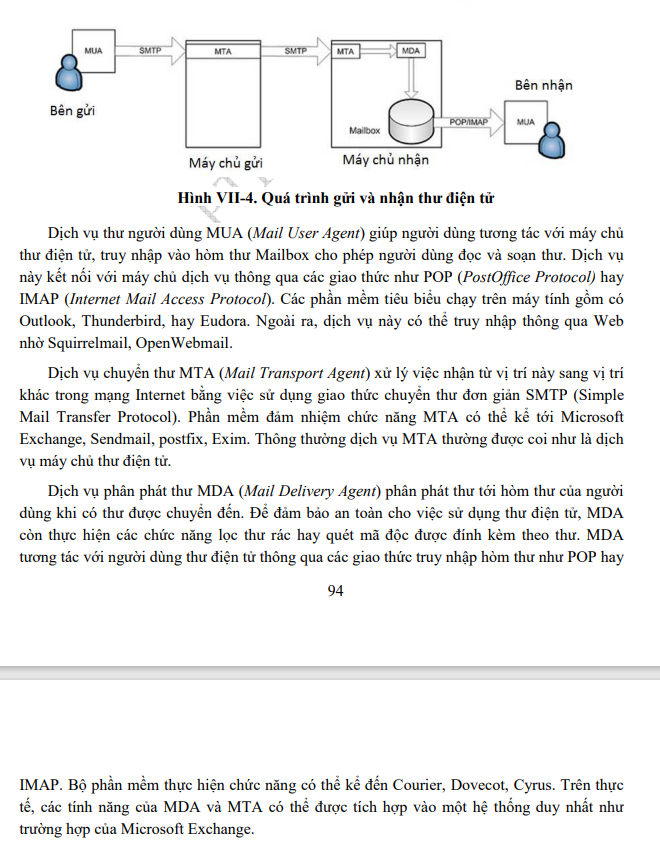 MUA
SMTP
MTA
SMTP
MTA
MDA
Bên gửi
Bên nhận
Mailbox
POP/IMAP
MUA
Máy chủ gửi
Máy chủ nhận
Hình VII-4. Quá trình gửi và nhận thư điện tử
Dịch vụ thư người dùng MUA (Mail User Agent) giúp người dùng tương tác với máy chủ
thư điện tử, truy nhập vào hòm thư Mailbox cho phép người dùng đọc và soạn thư. Dịch vụ
này kết nối với máy chủ dịch vụ thông qua các giao thức như POP (PostOffice Protocol) hay
IMAP (Internet Mail Access Protocol). Các phần mềm tiêu biểu chạy trên máy tính gồm có
Outlook, Thunderbird, hay Eudora. Ngoài ra, dịch vụ này có thể truy nhập thông qua Web
nhờ Squirrelmail, OpenWebmail.
Dịch vụ chuyển thư MTA (Mail Transport Agent) xử lý việc nhận từ vị trí này sang vị trí
khác trong mạng Internet bằng việc sử dụng giao thức chuyển thư đơn giản SMTP (Simple
Mail Transfer Protocol). Phần mềm đảm nhiệm chức năng MTA có thể kể tới Microsoft
Exchange, Sendmail, postfix, Exim. Thông thường dịch vụ MTA thường được coi như là dịch
vụ máy chủ thư điện tử.
Dịch vụ phân phát thư MDA (Mail Delivery Agent) phân phát thư tới hòm thư của người
dùng khi có thư được chuyển đến. Để đảm bảo an toàn cho việc sử dụng thư điện tử, MDA
còn thực hiện các chức năng lọc thư rác hay quét mã độc được đính kèm theo thư. MDA
tương tác với người dùng thư điện tử thông qua các giao thức truy nhập hòm thư như POP hay
94
IMAP. Bộ phần mềm thực hiện chức năng có thể kể đến Courier, Dovecot, Cyrus. Trên thực
tế, các tính năng của MDA và MTA có thể được tích hợp vào một hệ thống duy nhất như
trường hợp của Microsoft Exchange.